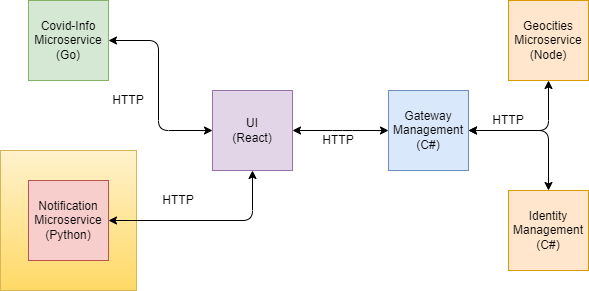 Covid-Info
Microservice
(Go)
Geocities
Microservice
(Node)
HTTP
UI
(React)
HTTP
Gateway
Management
(C#)
HTTP
Notification
Microservice
(Python)
HTTP
Identity
Management
(C#)